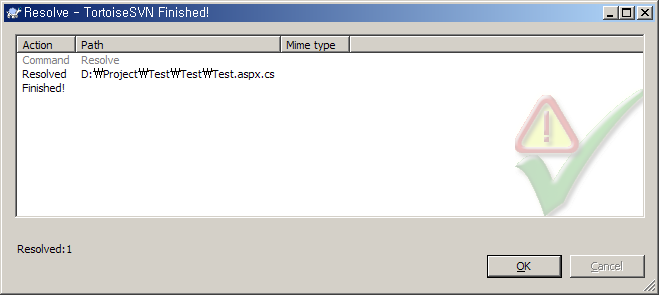 Resolve - TortoiseSVN Finished!
Action Path Mime type
Command Resolve
Resolved D:₩Project₩Test₩Test₩Test.aspx.cs
Finished!
Resolved:1
OK Cancel